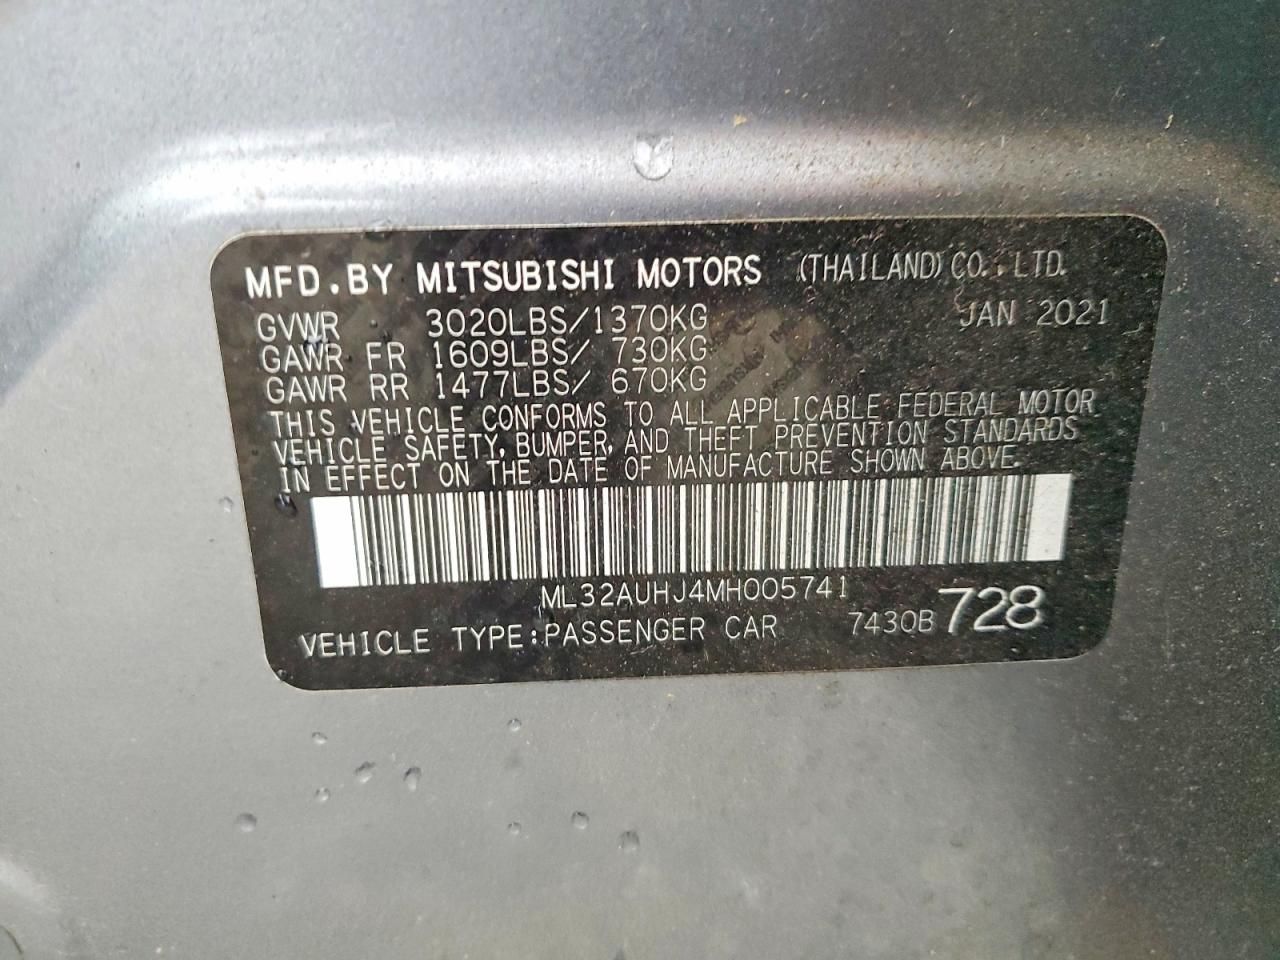 MFD.BY MITSUBISHI MOTORS (THAILAND)CO.,LTD.
GVWR 3020LBS/1370KG JAN 2021
GAWR FR 1609LBS/ 730KG
GAWR RR 1477LBS/ 670KG
THIS VEHICLE CONFORMS TO ALL APPLICABLE FEDERAL MOTOR
VEHICLE SAFETY, BUMPER, AND THEFT PREVENTION STANDARDS
IN EFFECT ON THE DATE OF MANUFACTURE SHOWN ABOVE.
ML32AUHJ4MH005741
VEHICLE TYPE:PASSENGER CAR 7430B 728